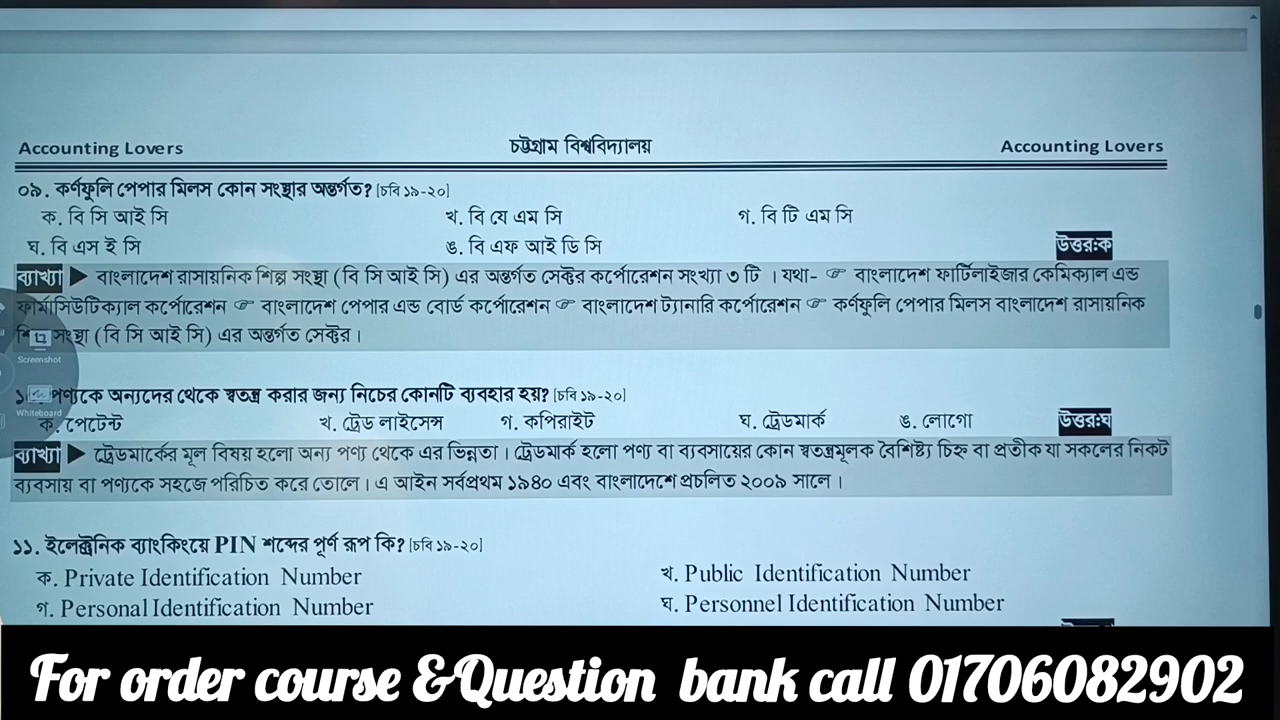 Accounting Lovers চট্টগ্রাম বিশ্ববিদ্যালয় Accounting Lovers
০৯. কর্ণফুলি পেপার মিলস কোন সংস্থার অন্তর্গত? [চবি ১৯-২০]
ক. বি সি আই সি খ. বি যে এম সি গ. বি টি এম সি
ঘ. বি এস ই সি ঙ. বি এফ আই ডি সি উত্তর:ক
ব্যাখ্যা ▶ বাংলাদেশ রাসায়নিক শিল্প সংস্থা (বি সি আই সি) এর অন্তর্গত সেক্টর কর্পোরেশন সংখ্যা ৩ টি । যথা- ☞ বাংলাদেশ ফার্টিলাইজার কেমিক্যাল এন্ড
ফার্মাসিউটিক্যাল কর্পোরেশন ☞ বাংলাদেশ পেপার এন্ড বোর্ড কর্পোরেশন ☞ বাংলাদেশ ট্যানারি কর্পোরেশন ☞ কর্ণফুলি পেপার মিলস বাংলাদেশ রাসায়নিক
সংস্থা (বি সি আই সি) এর অন্তর্গত সেক্টর ।
Screenshot
পণ্যকে অন্যদের থেকে স্বতন্ত্র করার জন্য নিচের কোনটি ব্যবহার হয়? [চবি ১৯-২০]
Whiteboard
ক. পেটেন্ট খ. ট্রেড লাইসেন্স গ. কপিরাইট ঘ. ট্রেডমার্ক ঙ. লোগো উত্তর:ঘ
ব্যাখ্যা ▶ ট্রেডমার্কের মূল বিষয় হলো অন্য পণ্য থেকে এর ভিন্নতা । ট্রেডমার্ক হলো পণ্য বা ব্যবসায়ের কোন স্বতন্ত্রমূলক বৈশিষ্ট্য চিহ্ন বা প্রতীক যা সকলের নিকট
ব্যবসায় বা পণ্যকে সহজে পরিচিত করে তোলে । এ আইন সর্বপ্রথম ১৯৪০ এবং বাংলাদেশে প্রচলিত ২০০৯ সালে ।
১১. ইলেক্ট্রনিক ব্যাংকিংয়ে PIN শব্দের পূর্ণ রূপ কি? [চবি ১৯-২০]
ক. Private Identification Number খ. Public Identification Number
গ. Personal Identification Number ঘ. Personnel Identification Number
For order course &Question bank call 01706082902